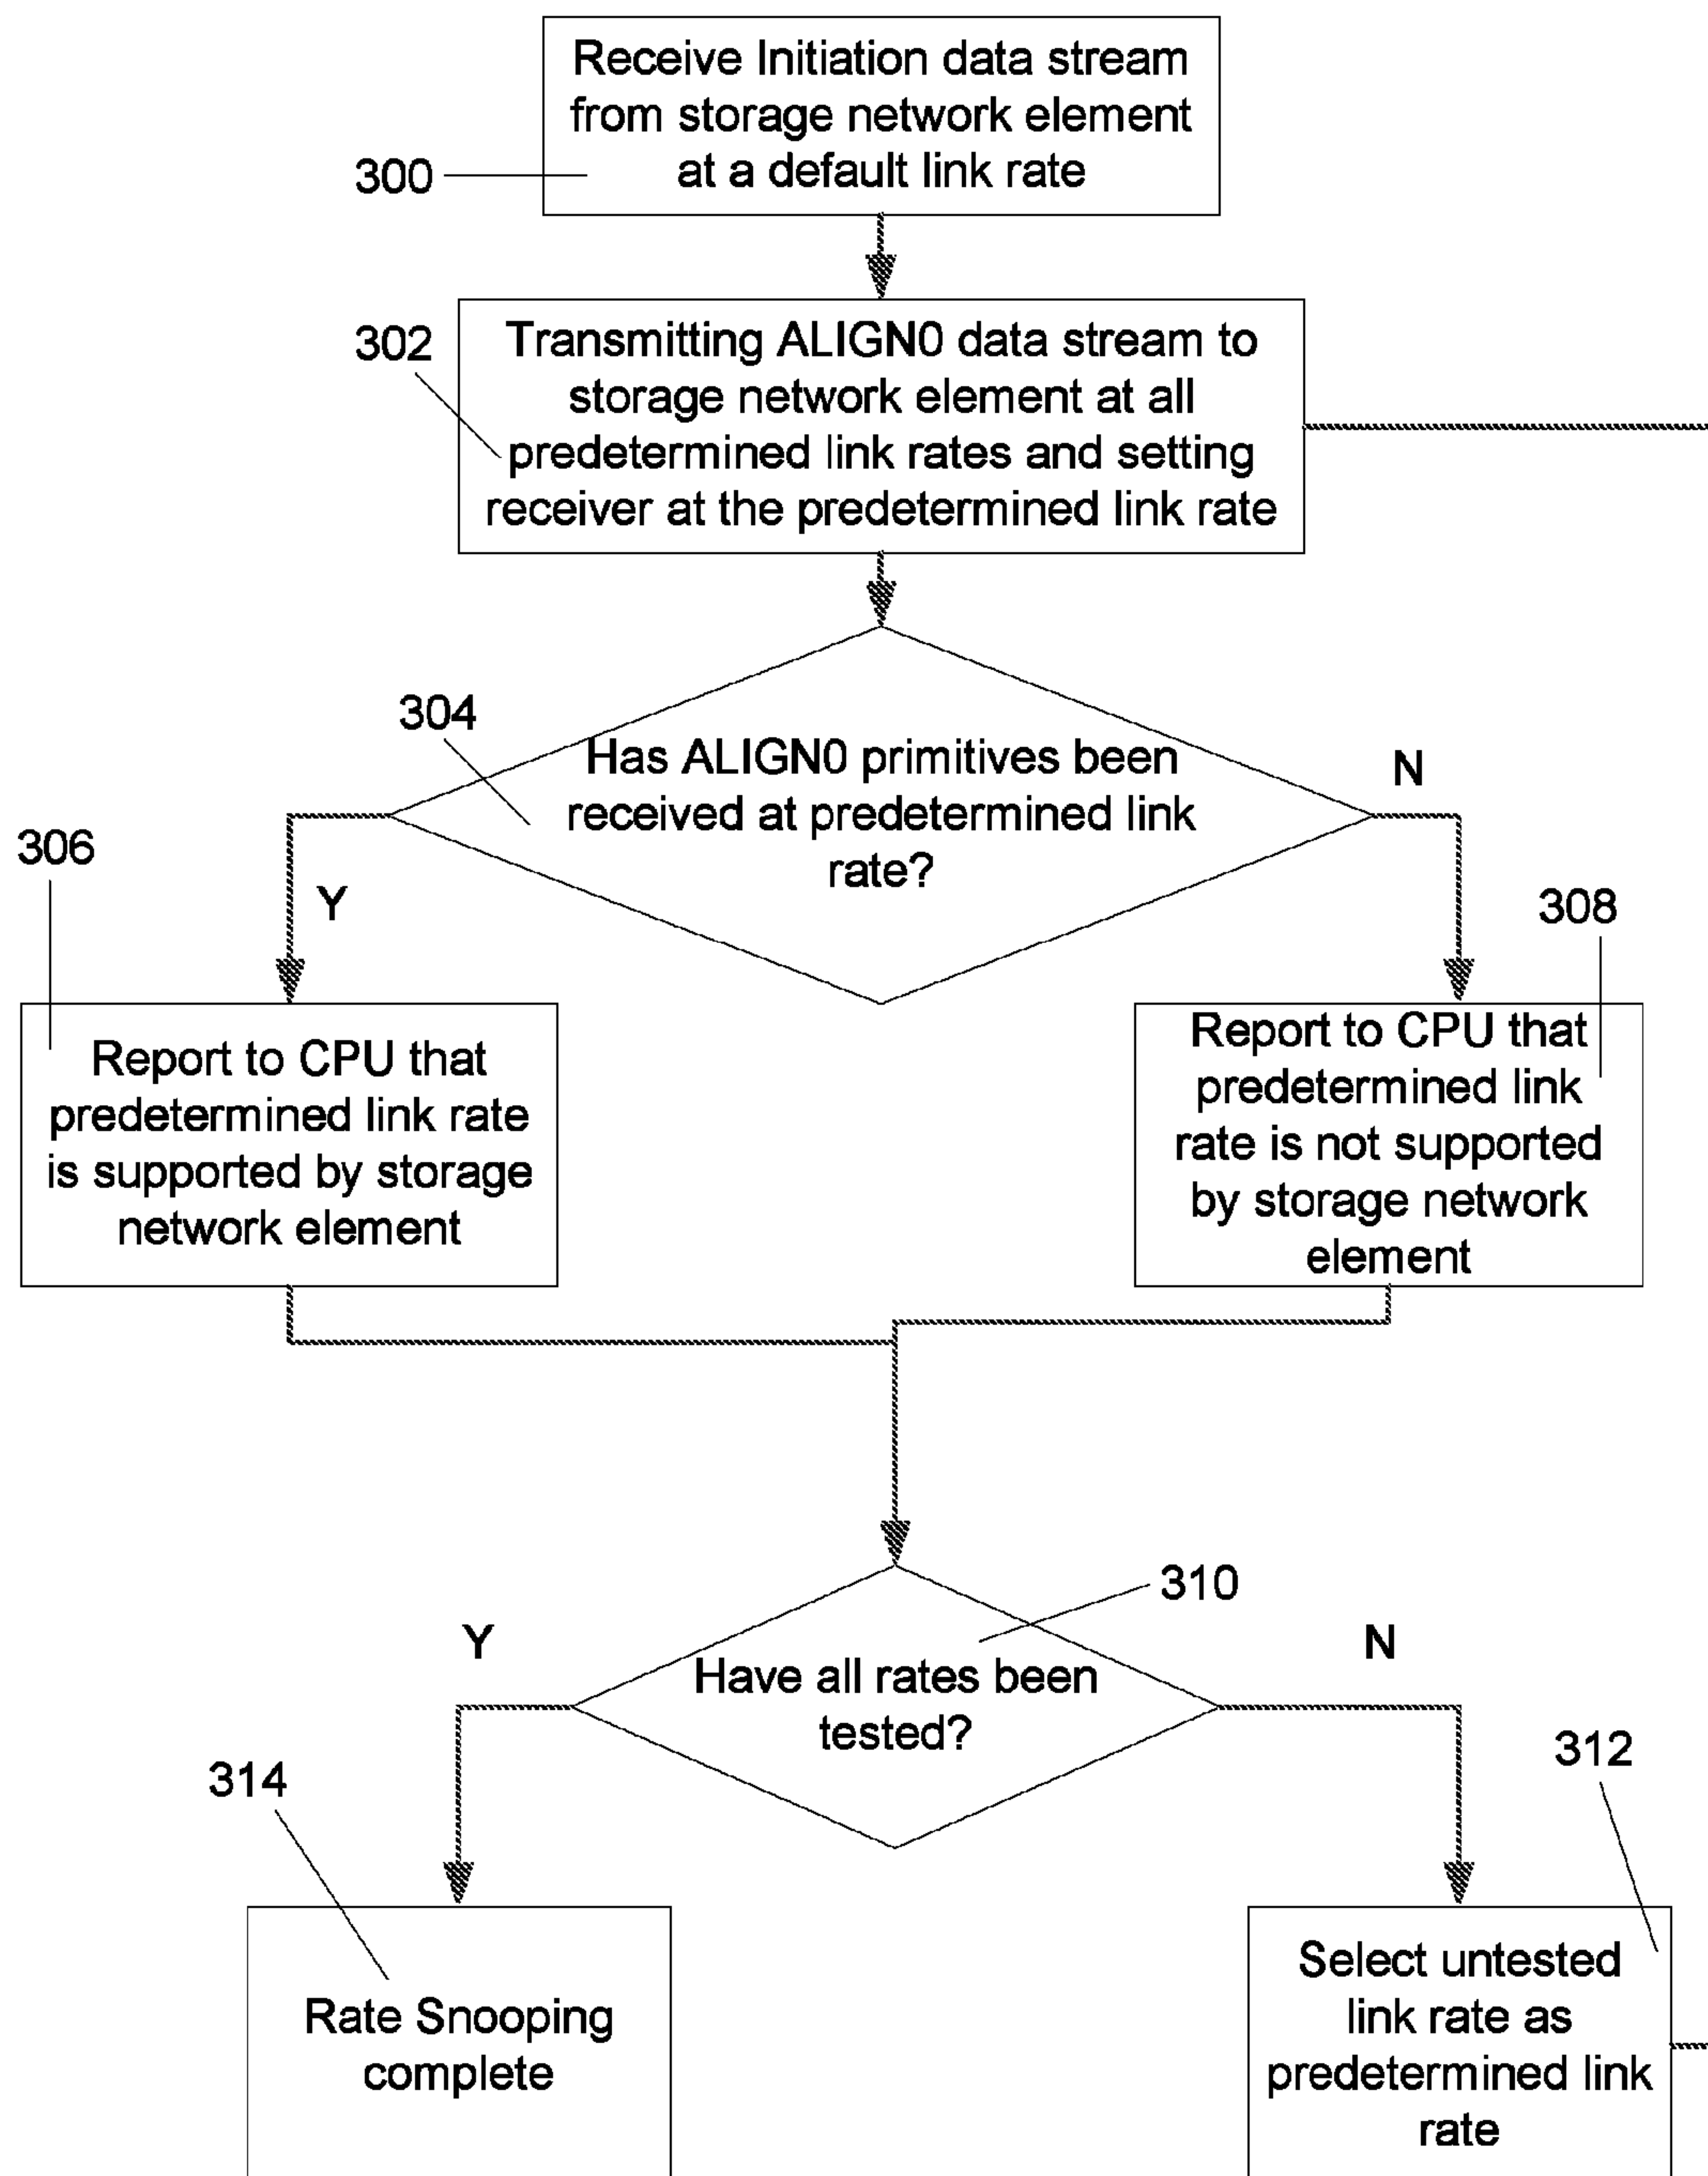 Receive Initiation data stream
from storage network element
at a default link rate
300
302
Transmitting ALIGN0 data stream to
storage network element at all
predetermined link rates and setting
receiver at the predetermined link rate
304
Has ALIGN0 primitives been
received at predetermined link
rate?
N
306
Y
308
Report to CPU that
predetermined link rate
is supported by storage
network element
Report to CPU that
predetermined link
rate is not supported
by storage network
element
310
Y
N
Have all rates been
tested?
314
312
Rate Snooping
complete
Select untested
link rate as
predetermined link
rate